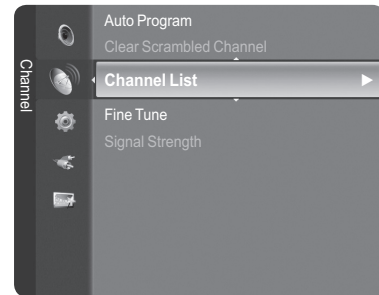 Channel
Auto Program
Clear Scrambled Channel
Channel List
Fine Tune
Signal Strength